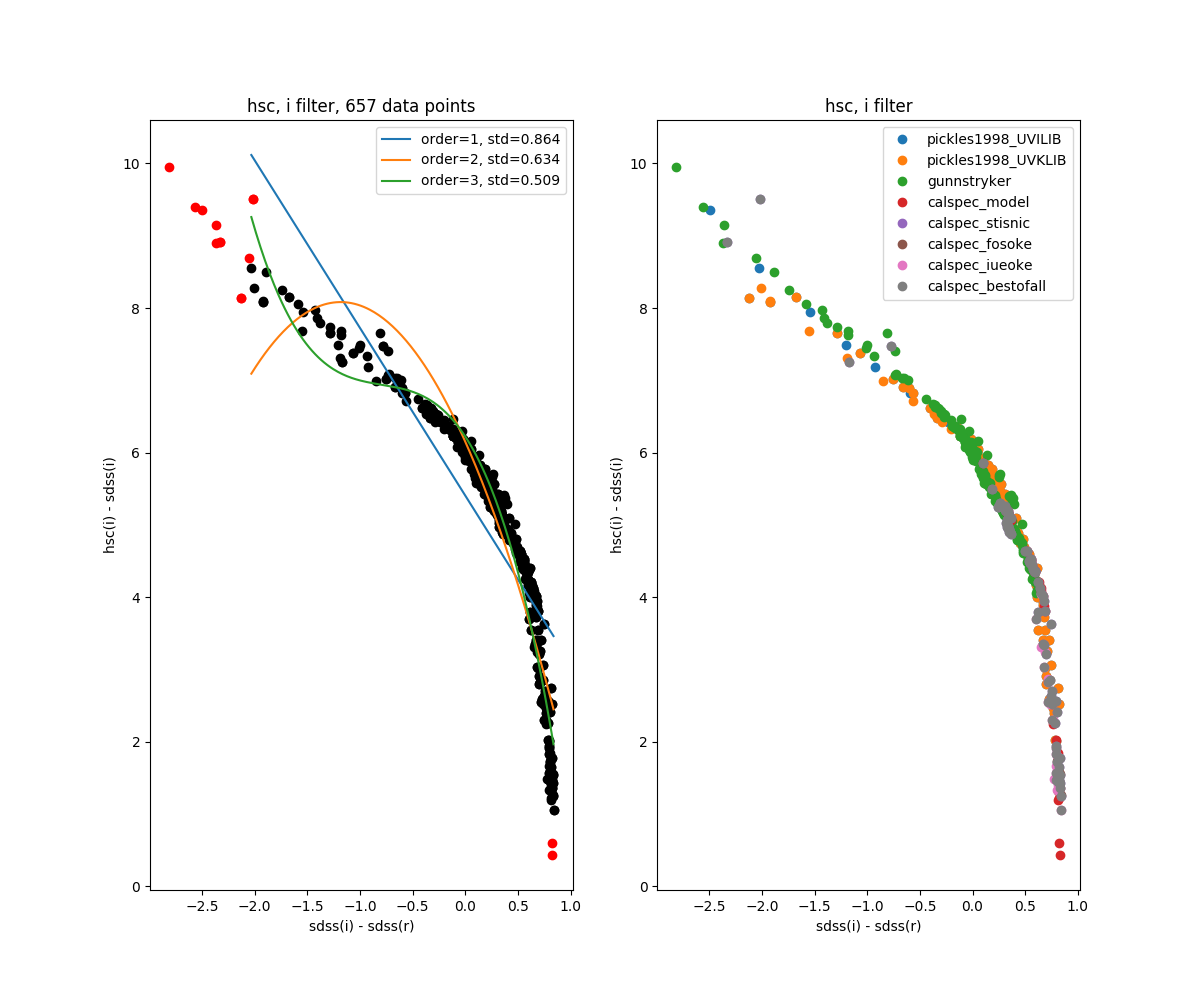 hsc, i filter, 657 data points
order=1, std=0.864
order=2, std=0.634
order=3, std=0.509
10
8
6
4
2
0
hsc(i) - sdss(i)
−2.5 −2.0 −1.5 −1.0 −0.5 0.0 0.5 1.0
sdss(i) - sdss(r)
hsc, i filter
pickles1998_UVILIB
pickles1998_UVKLIB
gunnstryker
calspec_model
calspec_stisnic
calspec_fosoke
calspec_iueoke
calspec_bestofall
10
8
6
4
2
0
hsc(i) - sdss(i)
−2.5 −2.0 −1.5 −1.0 −0.5 0.0 0.5 1.0
sdss(i) - sdss(r)